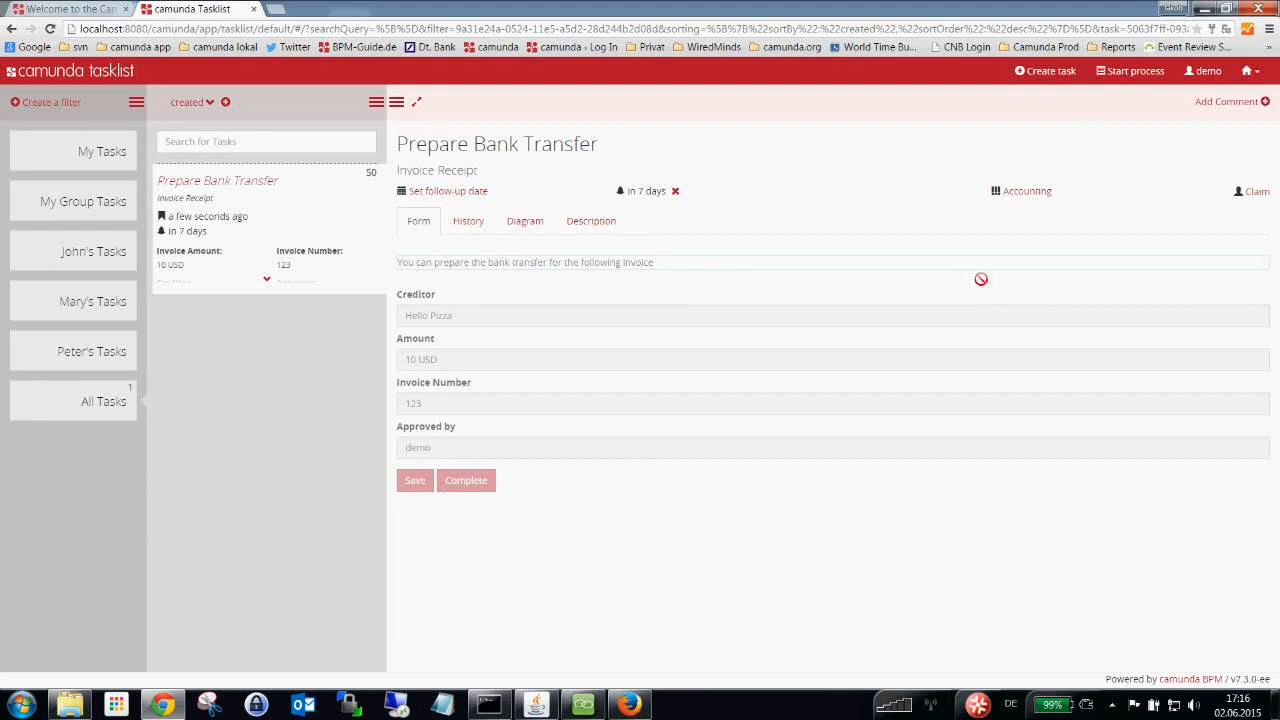 Jakob
Welcome to the Cam
camunda Tasklist
localhost:8080/camunda/app/tasklist/default/#/?searchQuery=%5B%5D&filter=9a31e24a-0924-11e5-a5d2-28d244b2d08d&sorting=%5B%7B%22sortBy%22:%22created%22,%22sortOrder%22:%22desc%22%7D%5D&task=5063f7ff-093
Google svn camunda app camunda lokal Twitter BPM-Guide.de Dt. Bank camunda camunda › Log In Privat WiredMinds camunda.org World Time Bu... CNB Login Camunda Prod Reports Event Review S...
camunda tasklist
Create task Start process demo
Create a filter
created
Add Comment
My Tasks
My Group Tasks
John's Tasks
Mary's Tasks
Peter's Tasks
1
All Tasks
Search for Tasks
50
Prepare Bank Transfer
Invoice Receipt
a few seconds ago
in 7 days
Invoice Amount: Invoice Number:
10 USD 123
Prepare Bank Transfer
Invoice Receipt
Set follow-up date in 7 days Accounting Claim
Form History Diagram Description
You can prepare the bank transfer for the following Invoice
Creditor
Hello Pizza
Amount
10 USD
Invoice Number
123
Approved by
demo
Save Complete
Powered by camunda BPM / v7.3.0-ee
DE 99% 17:16
02.06.2015